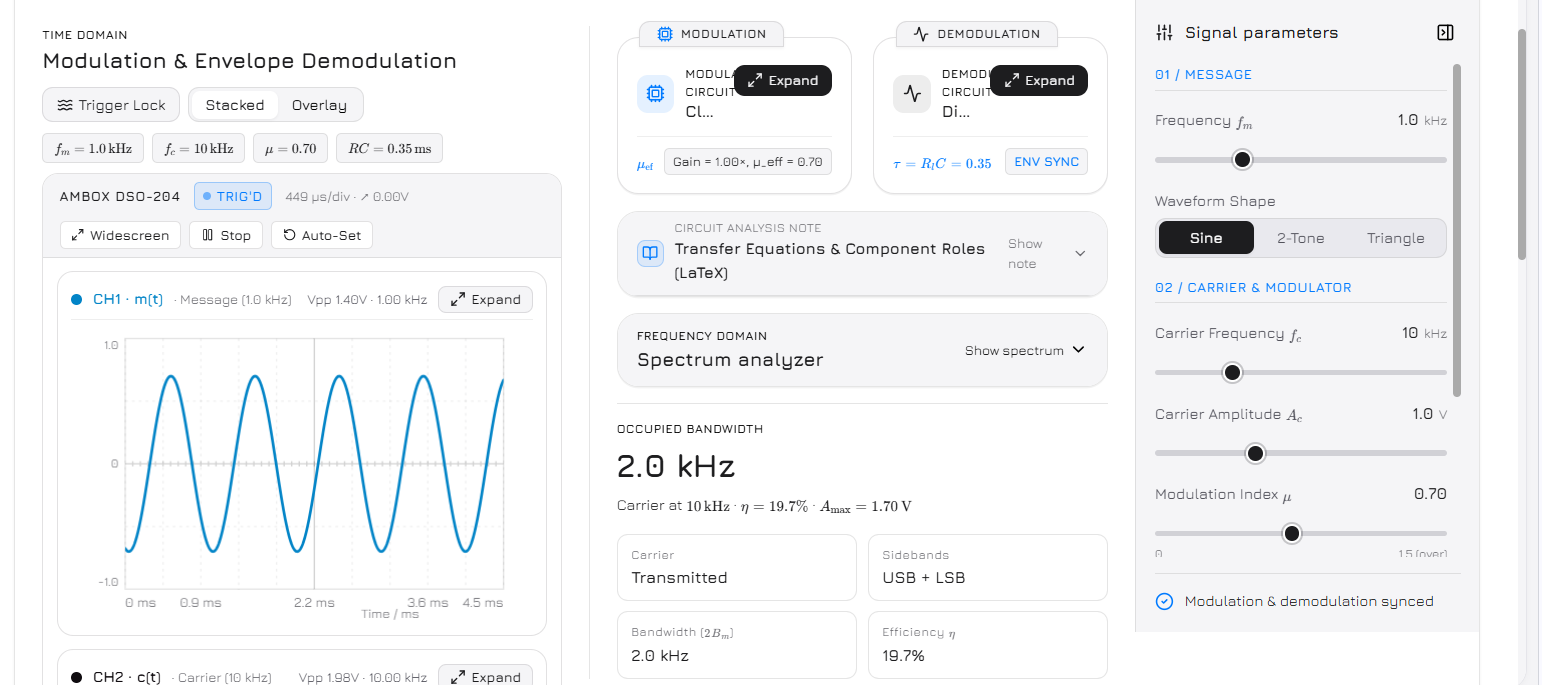 TIME DOMAIN
Modulation & Envelope Demodulation
Trigger Lock
Stacked
Overlay
fm = 1.0 kHz
fc = 10 kHz
μ = 0.70
RC = 0.35 ms
AMBOX DSO-204
TRIG'D
449 μs/div · ↗ 0.00V
Widescreen
Stop
Auto-Set
CH1 · m(t)
· Message (1.0 kHz)
Vpp 1.40V · 1.00 kHz
Expand
1.0
0
-1.0
0 ms
0.9 ms
2.2 ms
3.6 ms
4.5 ms
Time / ms
CH2 · c(t)
· Carrier (10 kHz)
Vpp 1.98V · 10.00 kHz
Expand
MODULATION
MODULA
CIRCUIT
Cl...
Expand
μef
Gain = 1.00×, μ_eff = 0.70
DEMODULATION
DEMOD
CIRCUIT
Di...
Expand
τ = RlC = 0.35
ENV SYNC
CIRCUIT ANALYSIS NOTE
Transfer Equations & Component Roles
(LaTeX)
Show
note
FREQUENCY DOMAIN
Spectrum analyzer
Show spectrum
OCCUPIED BANDWIDTH
2.0 kHz
Carrier at 10 kHz · η = 19.7% · Amax = 1.70 V
Carrier
Transmitted
Sidebands
USB + LSB
Bandwidth (2Bm)
2.0 kHz
Efficiency η
19.7%
Signal parameters
01 / MESSAGE
Frequency fm
1.0 kHz
Waveform Shape
Sine
2-Tone
Triangle
02 / CARRIER & MODULATOR
Carrier Frequency fc
10 kHz
Carrier Amplitude Ac
1.0 V
Modulation Index μ
0.70
0
1.5 (over)
Modulation & demodulation synced